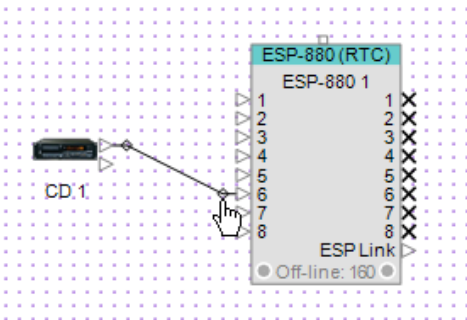 ESP-880 (RTC)
ESP-880 1
1 1
2 2
3 3
4 4
5 5
6 6
7 7
8 8
ESP Link
Off-line: 160
CD 1